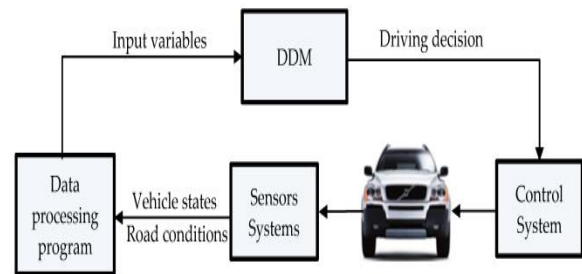 Input variables
DDM
Driving decision
Data
processing
program
Vehicle states
Road conditions
Sensors
Systems
Control
System